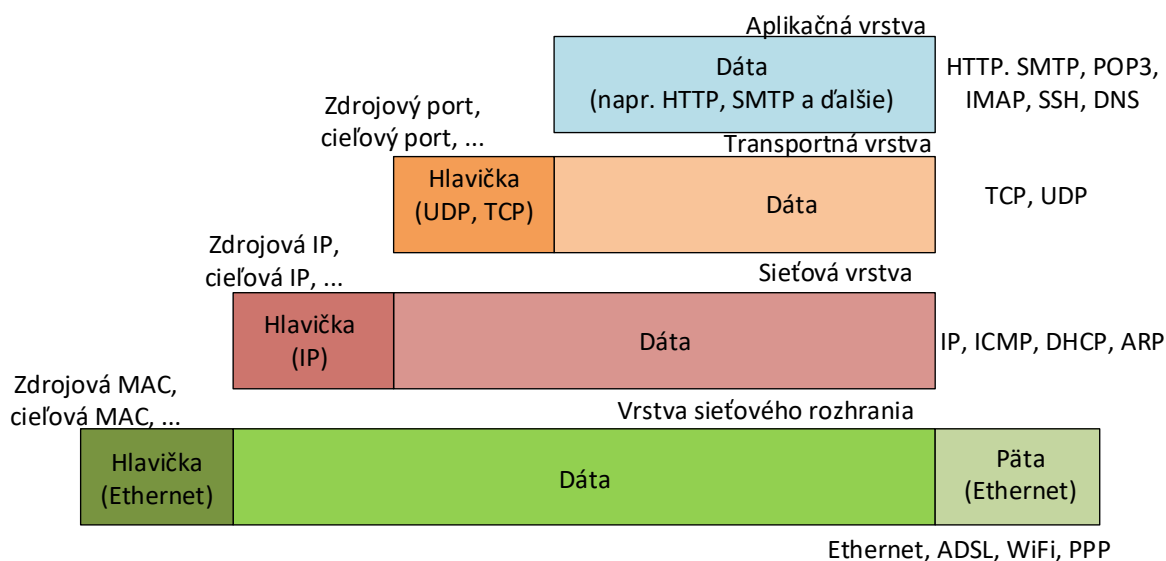 Aplikačná vrstva
Dáta
(napr. HTTP, SMTP a ďalšie)
HTTP. SMTP, POP3,
IMAP, SSH, DNS
Zdrojový port,
cieľový port, ...
Transportná vrstva
Hlavička
(UDP, TCP)
Dáta
TCP, UDP
Zdrojová IP,
cieľová IP, ...
Sieťová vrstva
Hlavička
(IP)
Dáta
IP, ICMP, DHCP, ARP
Zdrojová MAC,
cieľová MAC, ...
Vrstva sieťového rozhrania
Hlavička
(Ethernet)
Dáta
Päta
(Ethernet)
Ethernet, ADSL, WiFi, PPP